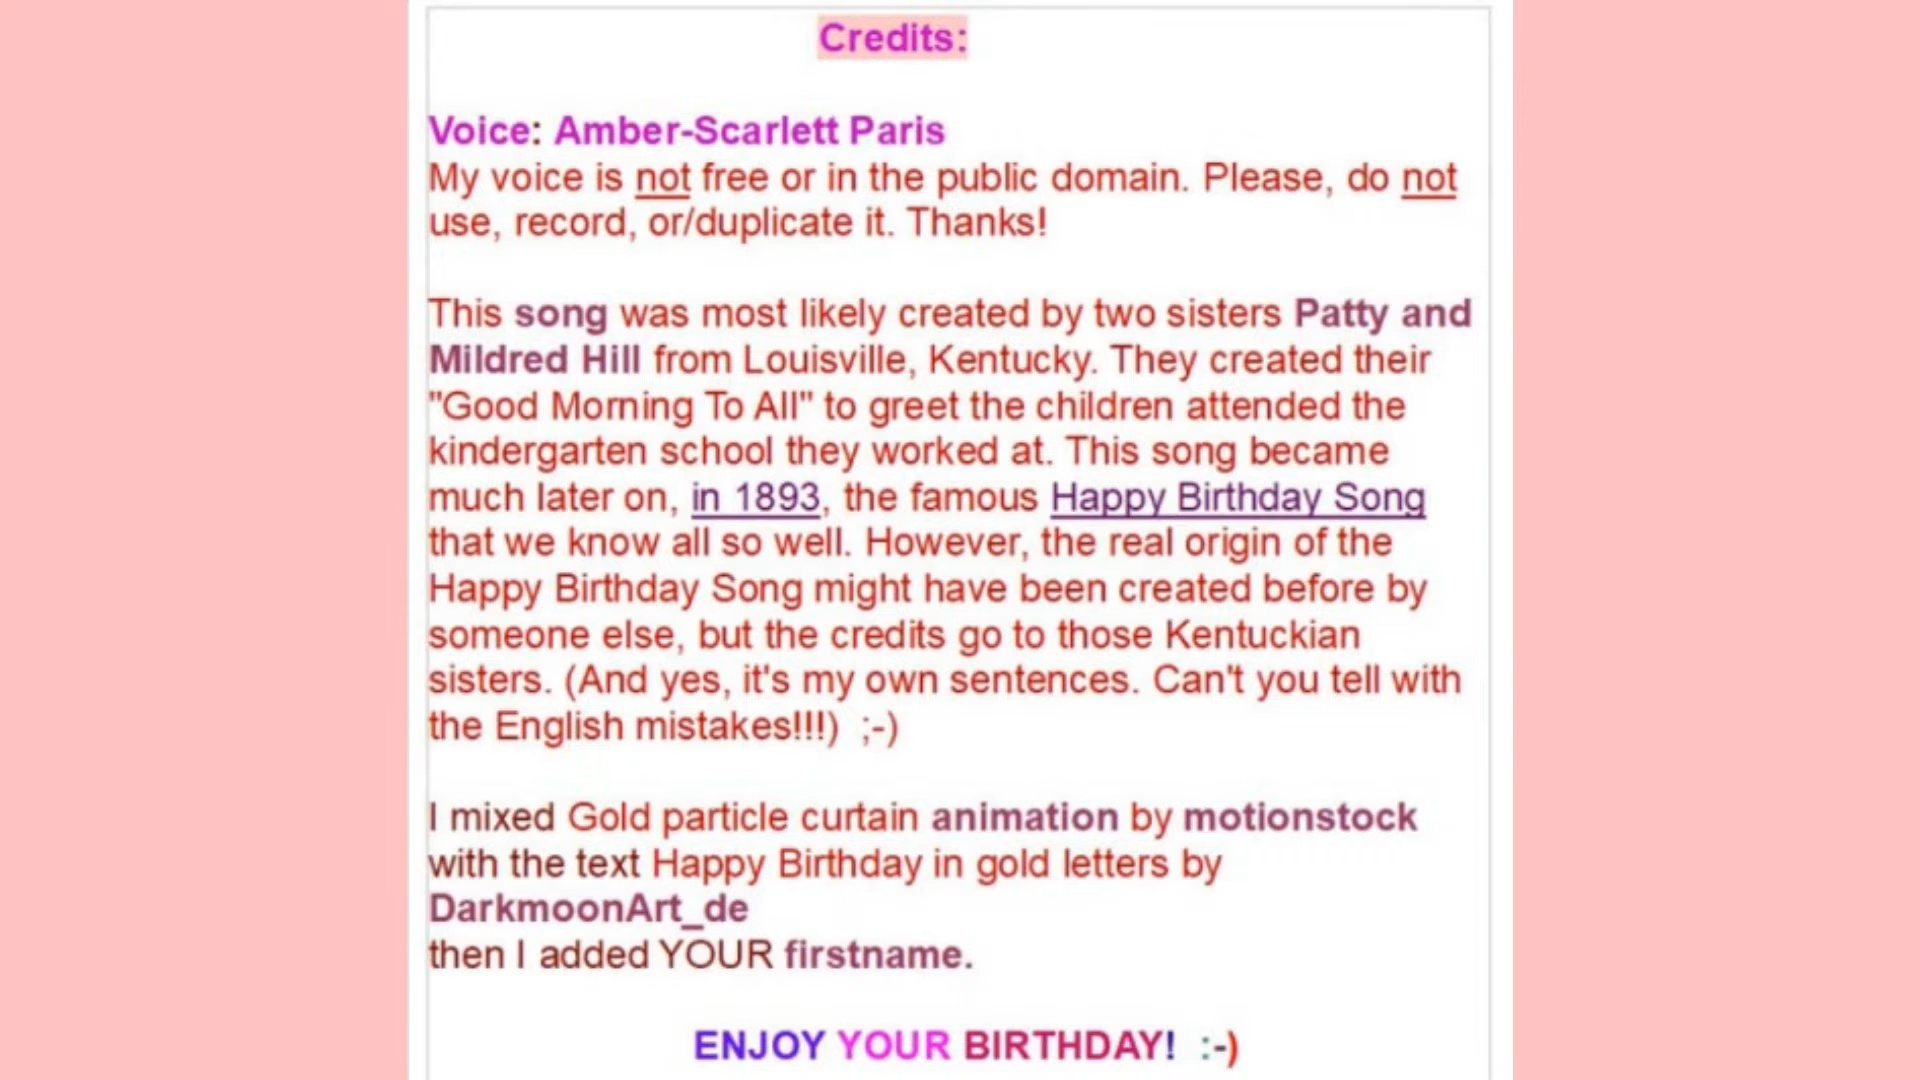 Credits:
Voice: Amber-Scarlett Paris
My voice is not free or in the public domain. Please, do not
use, record, or/duplicate it. Thanks!
This song was most likely created by two sisters Patty and
Mildred Hill from Louisville, Kentucky. They created their
"Good Morning To All" to greet the children attended the
kindergarten school they worked at. This song became
much later on, in 1893, the famous Happy Birthday Song
that we know all so well. However, the real origin of the
Happy Birthday Song might have been created before by
someone else, but the credits go to those Kentuckian
sisters. (And yes, it's my own sentences. Can't you tell with
the English mistakes!!!) ;-)
I mixed Gold particle curtain animation by motionstock
with the text Happy Birthday in gold letters by
DarkmoonArt_de
then I added YOUR firstname.
ENJOY YOUR BIRTHDAY! :-)